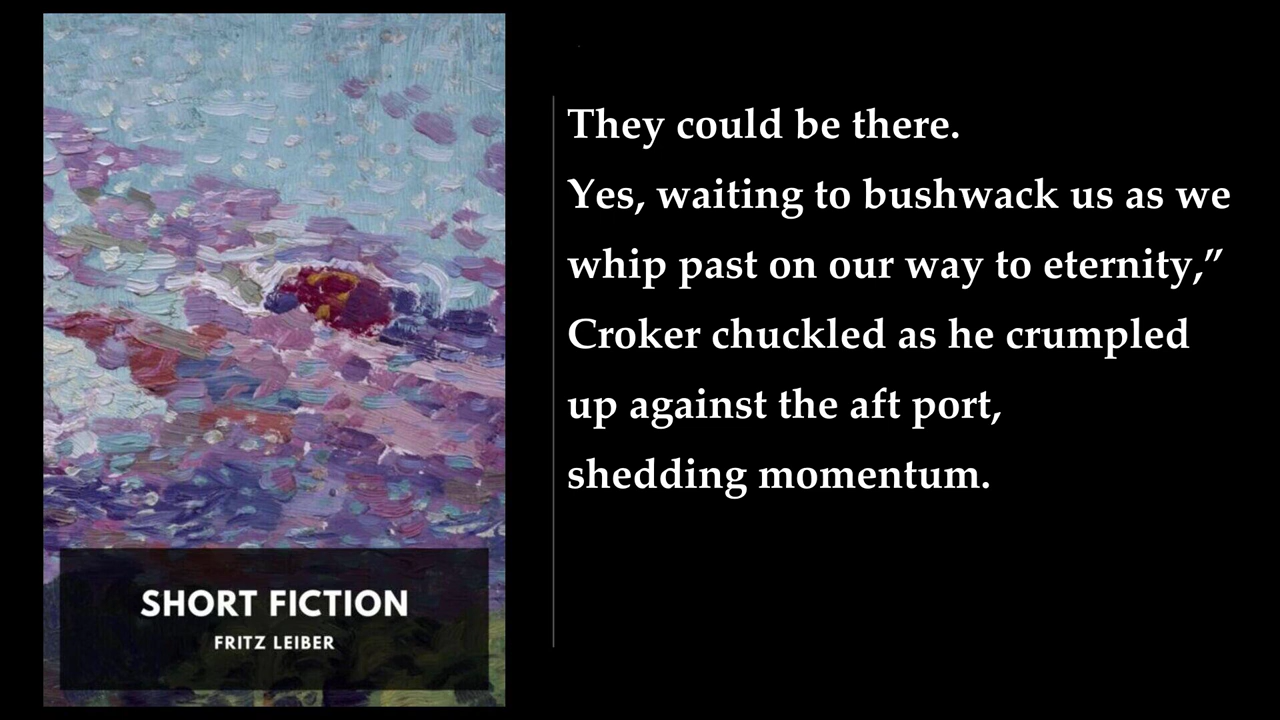 SHORT FICTION
FRITZ LEIBER
They could be there.
Yes, waiting to bushwack us as we
whip past on our way to eternity,”
Croker chuckled as he crumpled
up against the aft port,
shedding momentum.